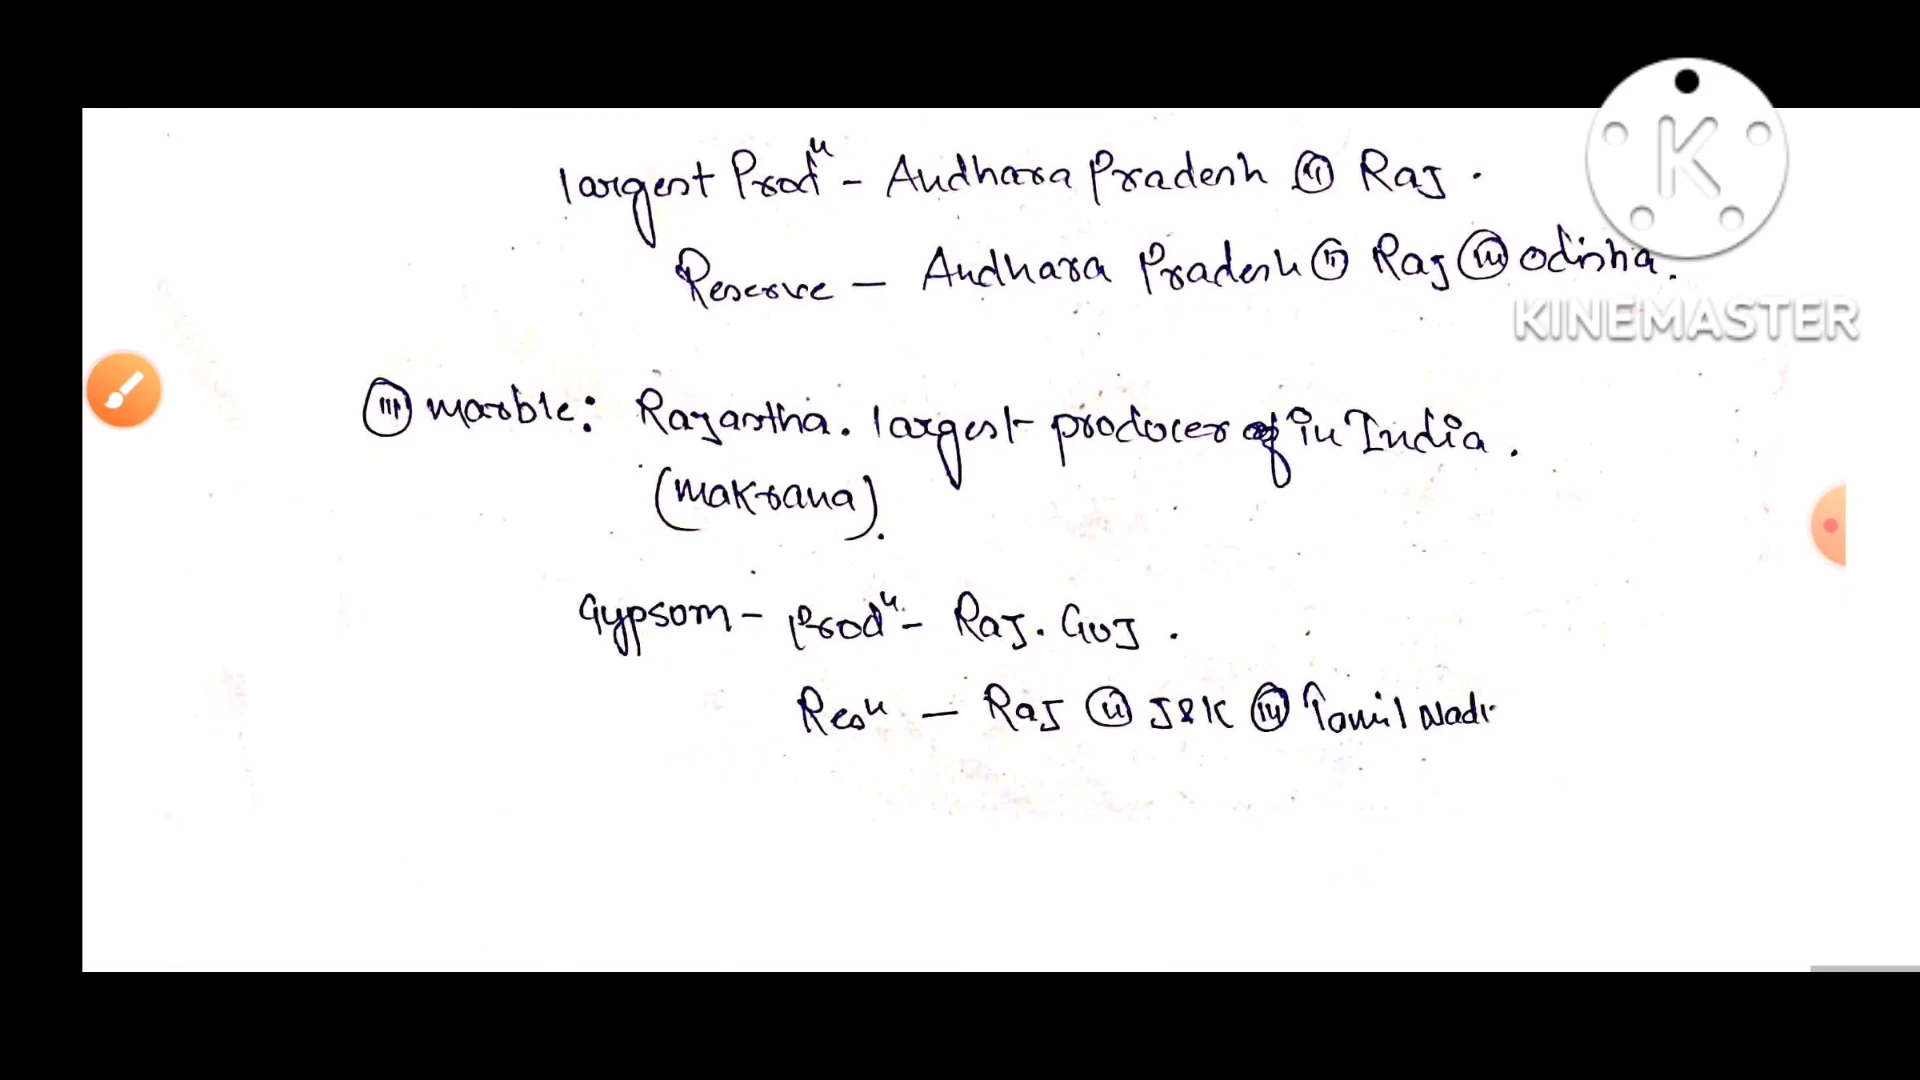 largest Prodⁿ - Andhara Pradesh (ii) Raj.
Reserve - Andhara Pradesh (ii) Raj (iii) odisha.
K
KINEMASTER
(iii) marble: Rajastha. largest producer of in India.
(makrana).
Gypsom - Prodⁿ - Raj. Guj.
Resⁿ - Raj (ii) J&K (iii) Tamil Nadu